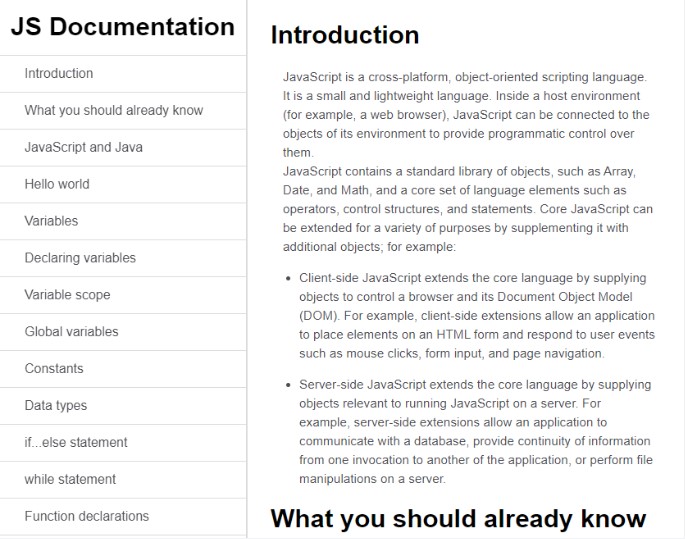 JS Documentation
Introduction
What you should already know
JavaScript and Java
Hello world
Variables
Declaring variables
Variable scope
Global variables
Constants
Data types
if...else statement
while statement
Function declarations
Introduction
JavaScript is a cross-platform, object-oriented scripting language.
It is a small and lightweight language. Inside a host environment
(for example, a web browser), JavaScript can be connected to the
objects of its environment to provide programmatic control over
them.
JavaScript contains a standard library of objects, such as Array,
Date, and Math, and a core set of language elements such as
operators, control structures, and statements. Core JavaScript can
be extended for a variety of purposes by supplementing it with
additional objects; for example:
• Client-side JavaScript extends the core language by supplying
objects to control a browser and its Document Object Model
(DOM). For example, client-side extensions allow an application
to place elements on an HTML form and respond to user events
such as mouse clicks, form input, and page navigation.
• Server-side JavaScript extends the core language by supplying
objects relevant to running JavaScript on a server. For
example, server-side extensions allow an application to
communicate with a database, provide continuity of information
from one invocation to another of the application, or perform file
manipulations on a server.
What you should already know